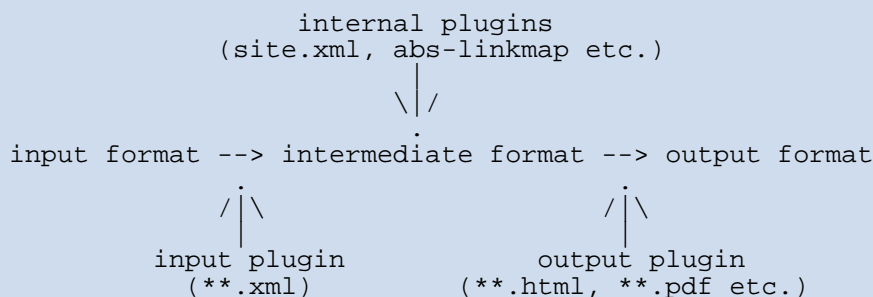 internal plugins
(site.xml, abs-linkmap etc.)
|
\|/
.
input format --> intermediate format --> output format
. .
/|\ /|\
| |
input plugin output plugin
(**.xml) (**.html, **.pdf etc.)